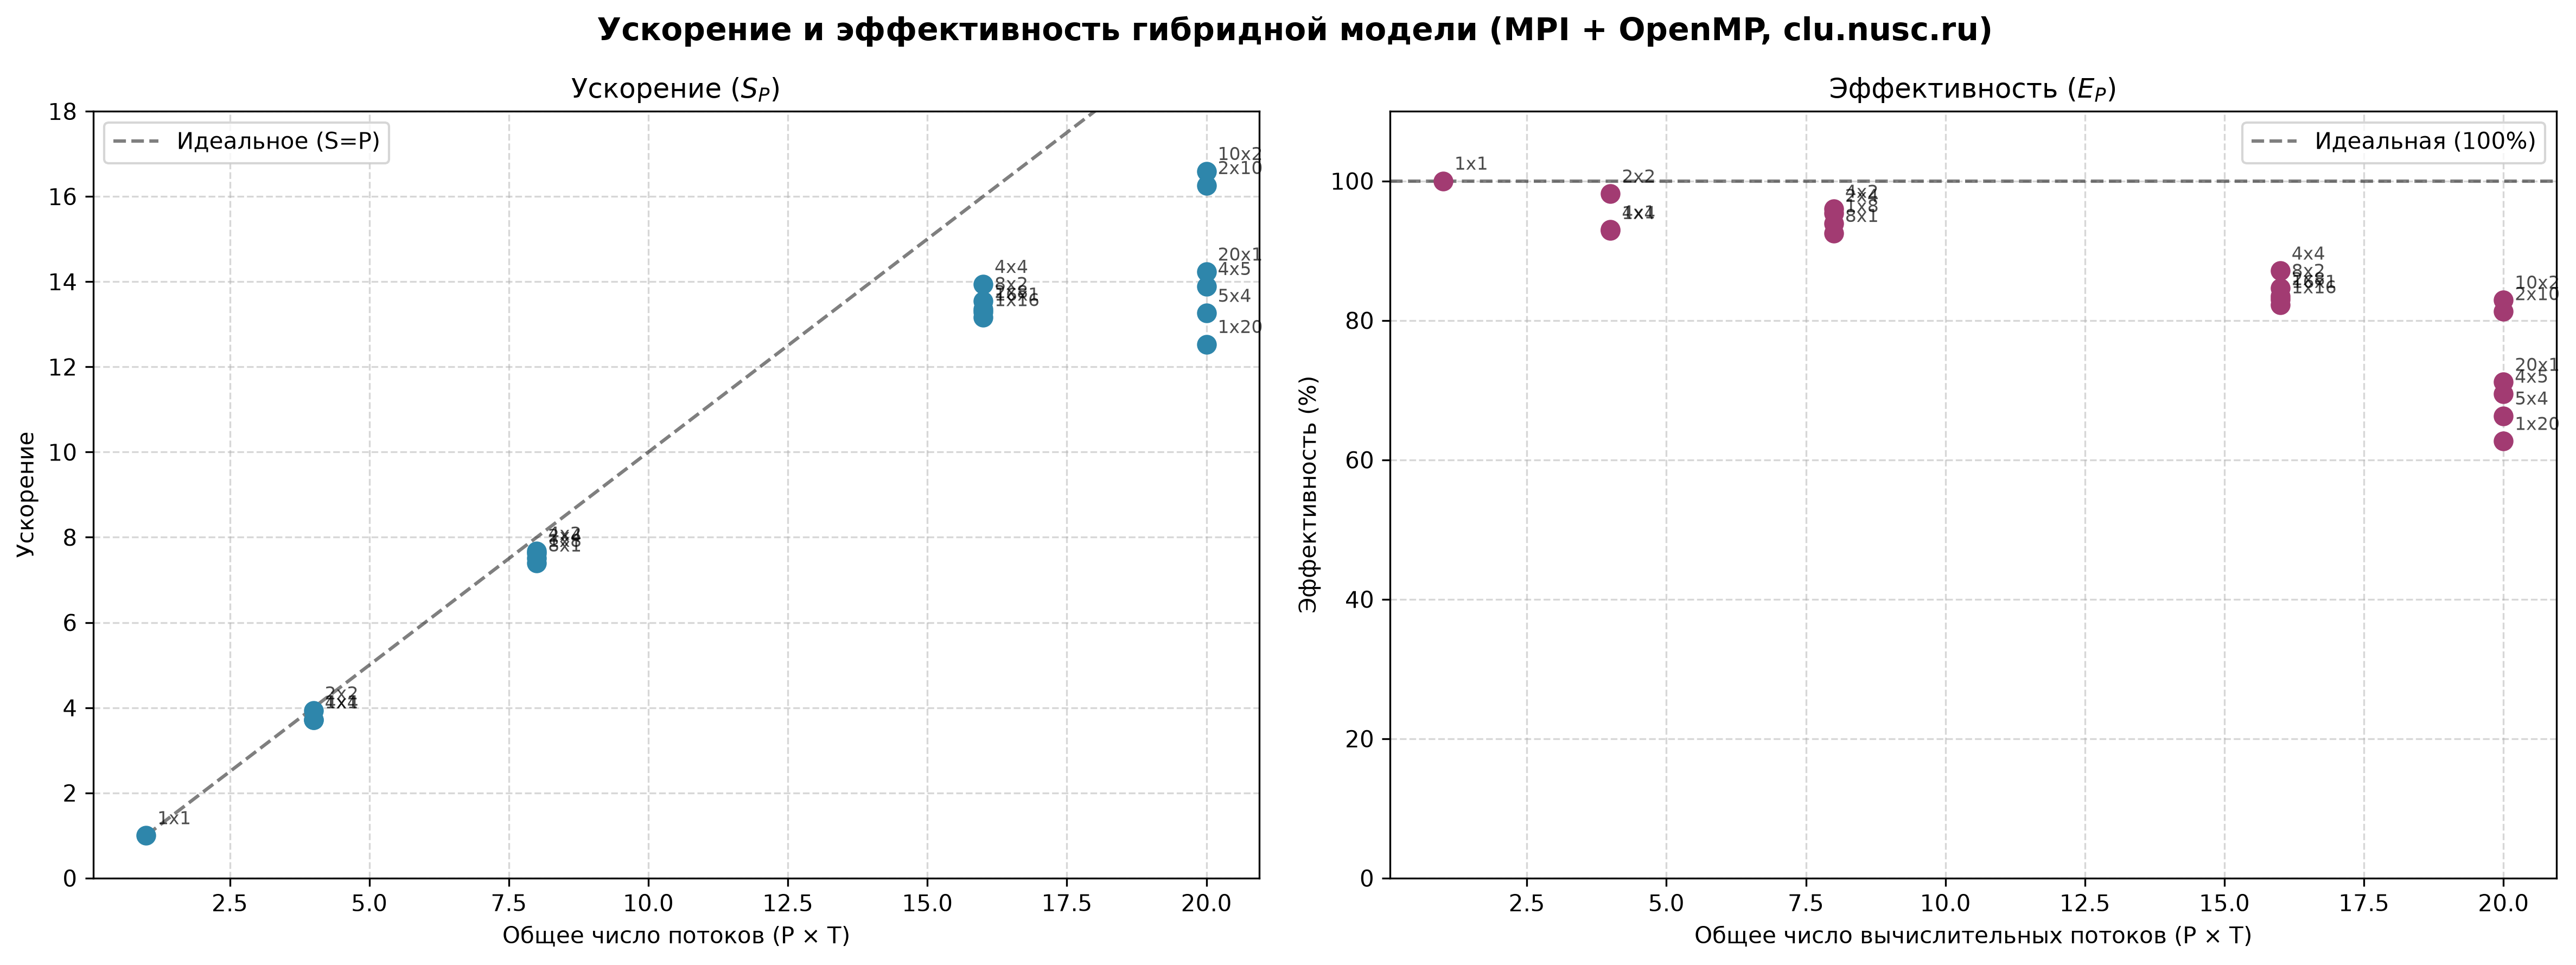 Ускорение и эффективность гибридной модели (MPI + OpenMP, clu.nusc.ru)
Ускорение (S_P)
Идеальное (S=P)
Ускорение
18
16
14
12
10
8
6
4
2
0
10x2
2x10
20x1
4x5
5x4
1x20
4x4
8x2
1x16
8x1
2x2
1x1
2.5
5.0
7.5
10.0
12.5
15.0
17.5
20.0
Общее число потоков (P × T)
Эффективность (E_P)
Идеальная (100%)
Эффективность (%)
100
80
60
40
20
0
1x1
2x2
4x2
1x8
8x1
4x4
8x2
1x16
10x2
2x10
20x1
4x5
5x4
1x20
2.5
5.0
7.5
10.0
12.5
15.0
17.5
20.0
Общее число вычислительных потоков (P × T)